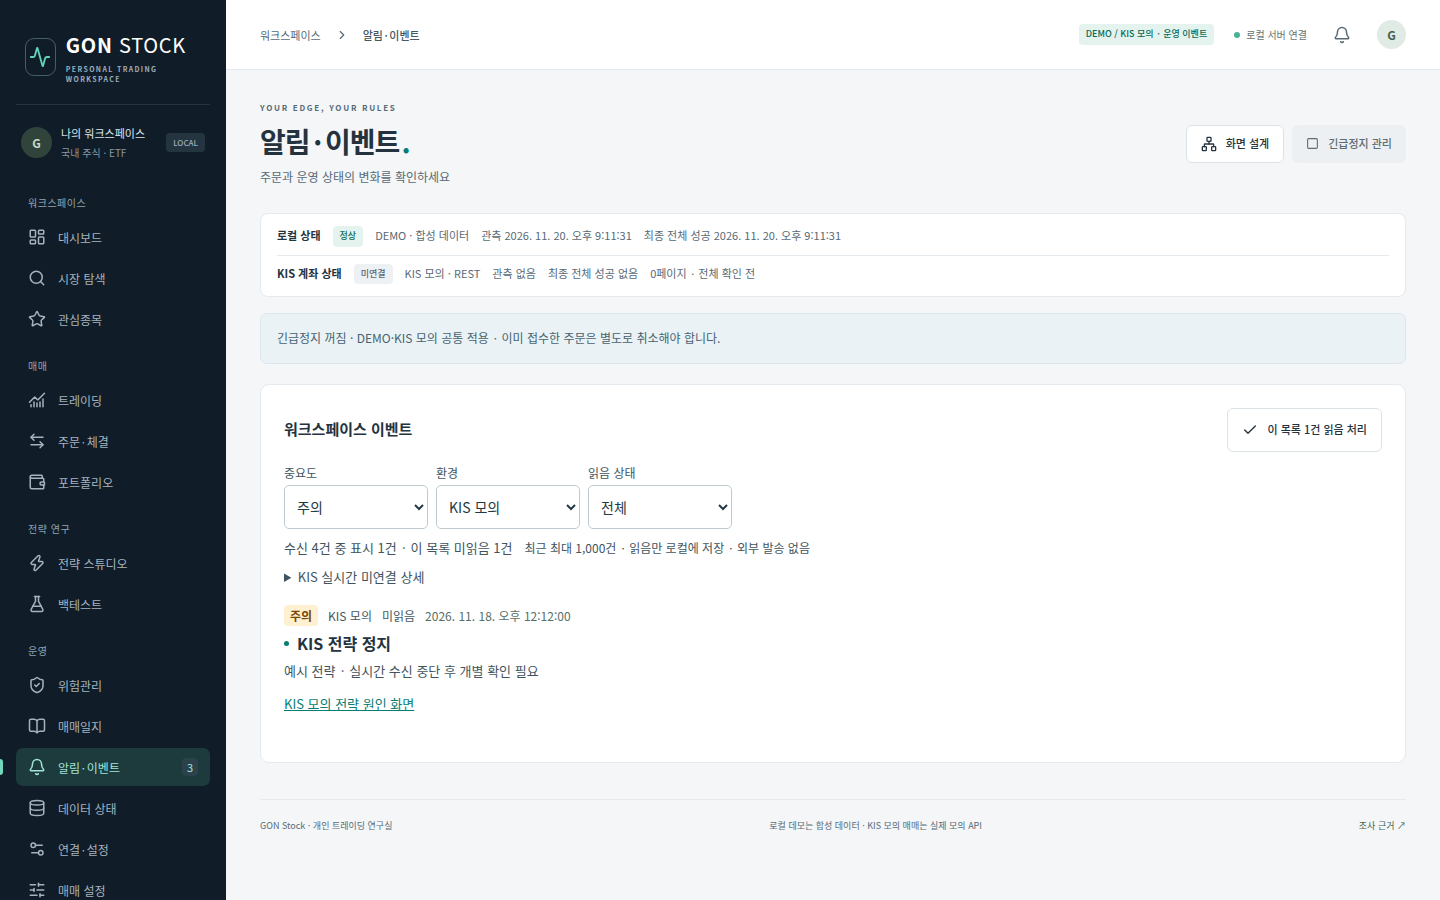 GON STOCK
PERSONAL TRADING
WORKSPACE
G
나의 워크스페이스
국내 주식 · ETF
LOCAL
워크스페이스
대시보드
시장 탐색
관심종목
매매
트레이딩
주문·체결
포트폴리오
전략 연구
전략 스튜디오
백테스트
운영
위험관리
매매일지
알림·이벤트
3
데이터 상태
연결·설정
매매 설정
워크스페이스 > 알림·이벤트
DEMO / KIS 모의 · 운영 이벤트
로컬 서버 연결
G
YOUR EDGE, YOUR RULES
알림·이벤트.
주문과 운영 상태의 변화를 확인하세요
화면 설계
긴급정지 관리
로컬 상태 정상 DEMO · 합성 데이터 관측 2026. 11. 20. 오후 9:11:31 최종 전체 성공 2026. 11. 20. 오후 9:11:31
KIS 계좌 상태 미연결 KIS 모의 · REST 관측 없음 최종 전체 성공 없음 0페이지 · 전체 확인 전
긴급정지 꺼짐 · DEMO·KIS 모의 공통 적용 · 이미 접수한 주문은 별도로 취소해야 합니다.
워크스페이스 이벤트
이 목록 1건 읽음 처리
중요도 환경 읽음 상태
주의 KIS 모의 전체
수신 4건 중 표시 1건 · 이 목록 미읽음 1건 최근 최대 1,000건 · 읽음만 로컬에 저장 · 외부 발송 없음
▶ KIS 실시간 미연결 상세
주의 KIS 모의 미읽음 2026. 11. 18. 오후 12:12:00
• KIS 전략 정지
예시 전략 · 실시간 수신 중단 후 개별 확인 필요
KIS 모의 전략 원인 화면
GON Stock · 개인 트레이딩 연구실
로컬 데모는 합성 데이터 · KIS 모의 매매는 실제 모의 API
조사 근거 ↗